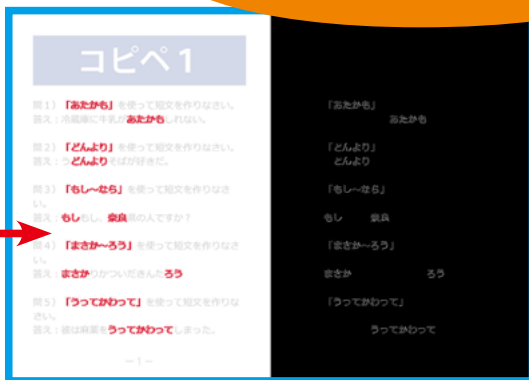 コピペ1
問1）「あたかも」を使って短文を作りなさい。
答え：冷蔵庫に牛乳があたかもしれない。
問2）「どんより」を使って短文を作りなさい。
答え：うどんよりそばが好きだ。
問3）「もし～なら」を使って短文を作りなさ
い。
答え：もしもし、奈良県の人ですか？
問4）「まさか～ろう」を使って短文を作りなさ
い。
答え：まさかりかついだきんたろう
問5）「うってかわって」を使って短文を作りな
さい。
答え：彼は麻薬をうってかわってしまった。
－1－
「あたかも」
あたかも
「どんより」
どんより
「もし～なら」
もし 奈良
「まさか～ろう」
まさか ろう
「うってかわって」
うってかわって